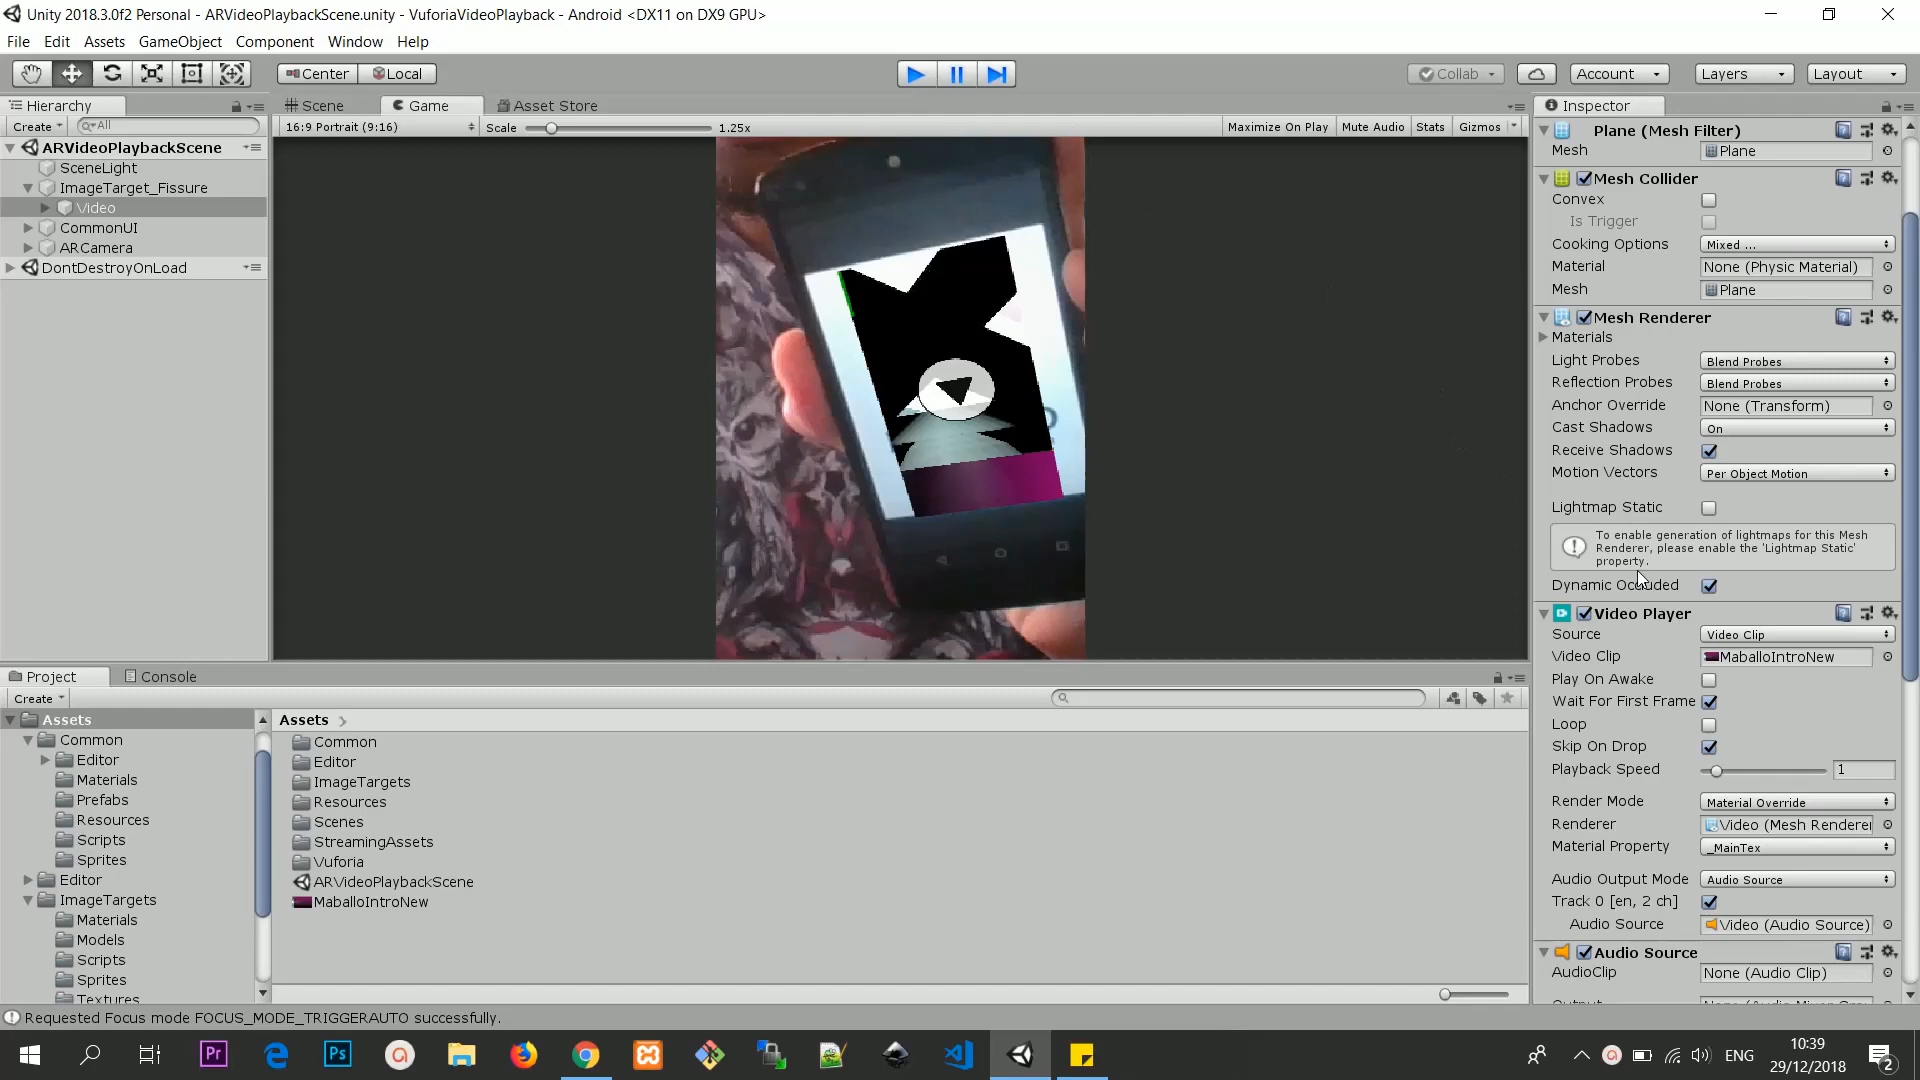 Unity 2018.3.0f2 Personal - ARVideoPlaybackScene.unity - VuforiaVideoPlayback - Android <DX11 on DX9 GPU>
File Edit Assets GameObject Component Window Help
Center Local Collab Account Layers Layout
Hierarchy
Create All
ARVideoPlaybackScene
SceneLight
ImageTarget_Fissure
Video
CommonUI
ARCamera
DontDestroyOnLoad
Scene Game Asset Store
16:9 Portrait (9:16) Scale 1.25x Maximize On Play Mute Audio Stats Gizmos
Inspector
Plane (Mesh Filter)
Mesh Plane
Mesh Collider
Convex
Is Trigger
Cooking Options Mixed ...
Material None (Physic Material)
Mesh Plane
Mesh Renderer
Materials
Light Probes Blend Probes
Reflection Probes Blend Probes
Anchor Override None (Transform)
Cast Shadows On
Receive Shadows
Motion Vectors Per Object Motion
Lightmap Static
To enable generation of lightmaps for this Mesh
Renderer, please enable the 'Lightmap Static'
property.
Dynamic Occluded
Video Player
Source Video Clip
Video Clip MaballoIntroNew
Play On Awake
Wait For First Frame
Loop
Skip On Drop
Playback Speed 1
Render Mode Material Override
Renderer Video (Mesh Renderer
Material Property _MainTex
Audio Output Mode Audio Source
Track 0 [en, 2 ch]
Audio Source Video (Audio Source)
Audio Source
AudioClip None (Audio Clip)
Project Console
Create
Assets
Common
Editor
Materials
Prefabs
Resources
Scripts
Sprites
Editor
ImageTargets
Materials
Models
Scripts
Sprites
Textures
Assets
Common
Editor
ImageTargets
Resources
Scenes
StreamingAssets
Vuforia
ARVideoPlaybackScene
MaballoIntroNew
Requested Focus mode FOCUS_MODE_TRIGGERAUTO successfully.
Pr Ps
ENG
10:39
29/12/2018
2